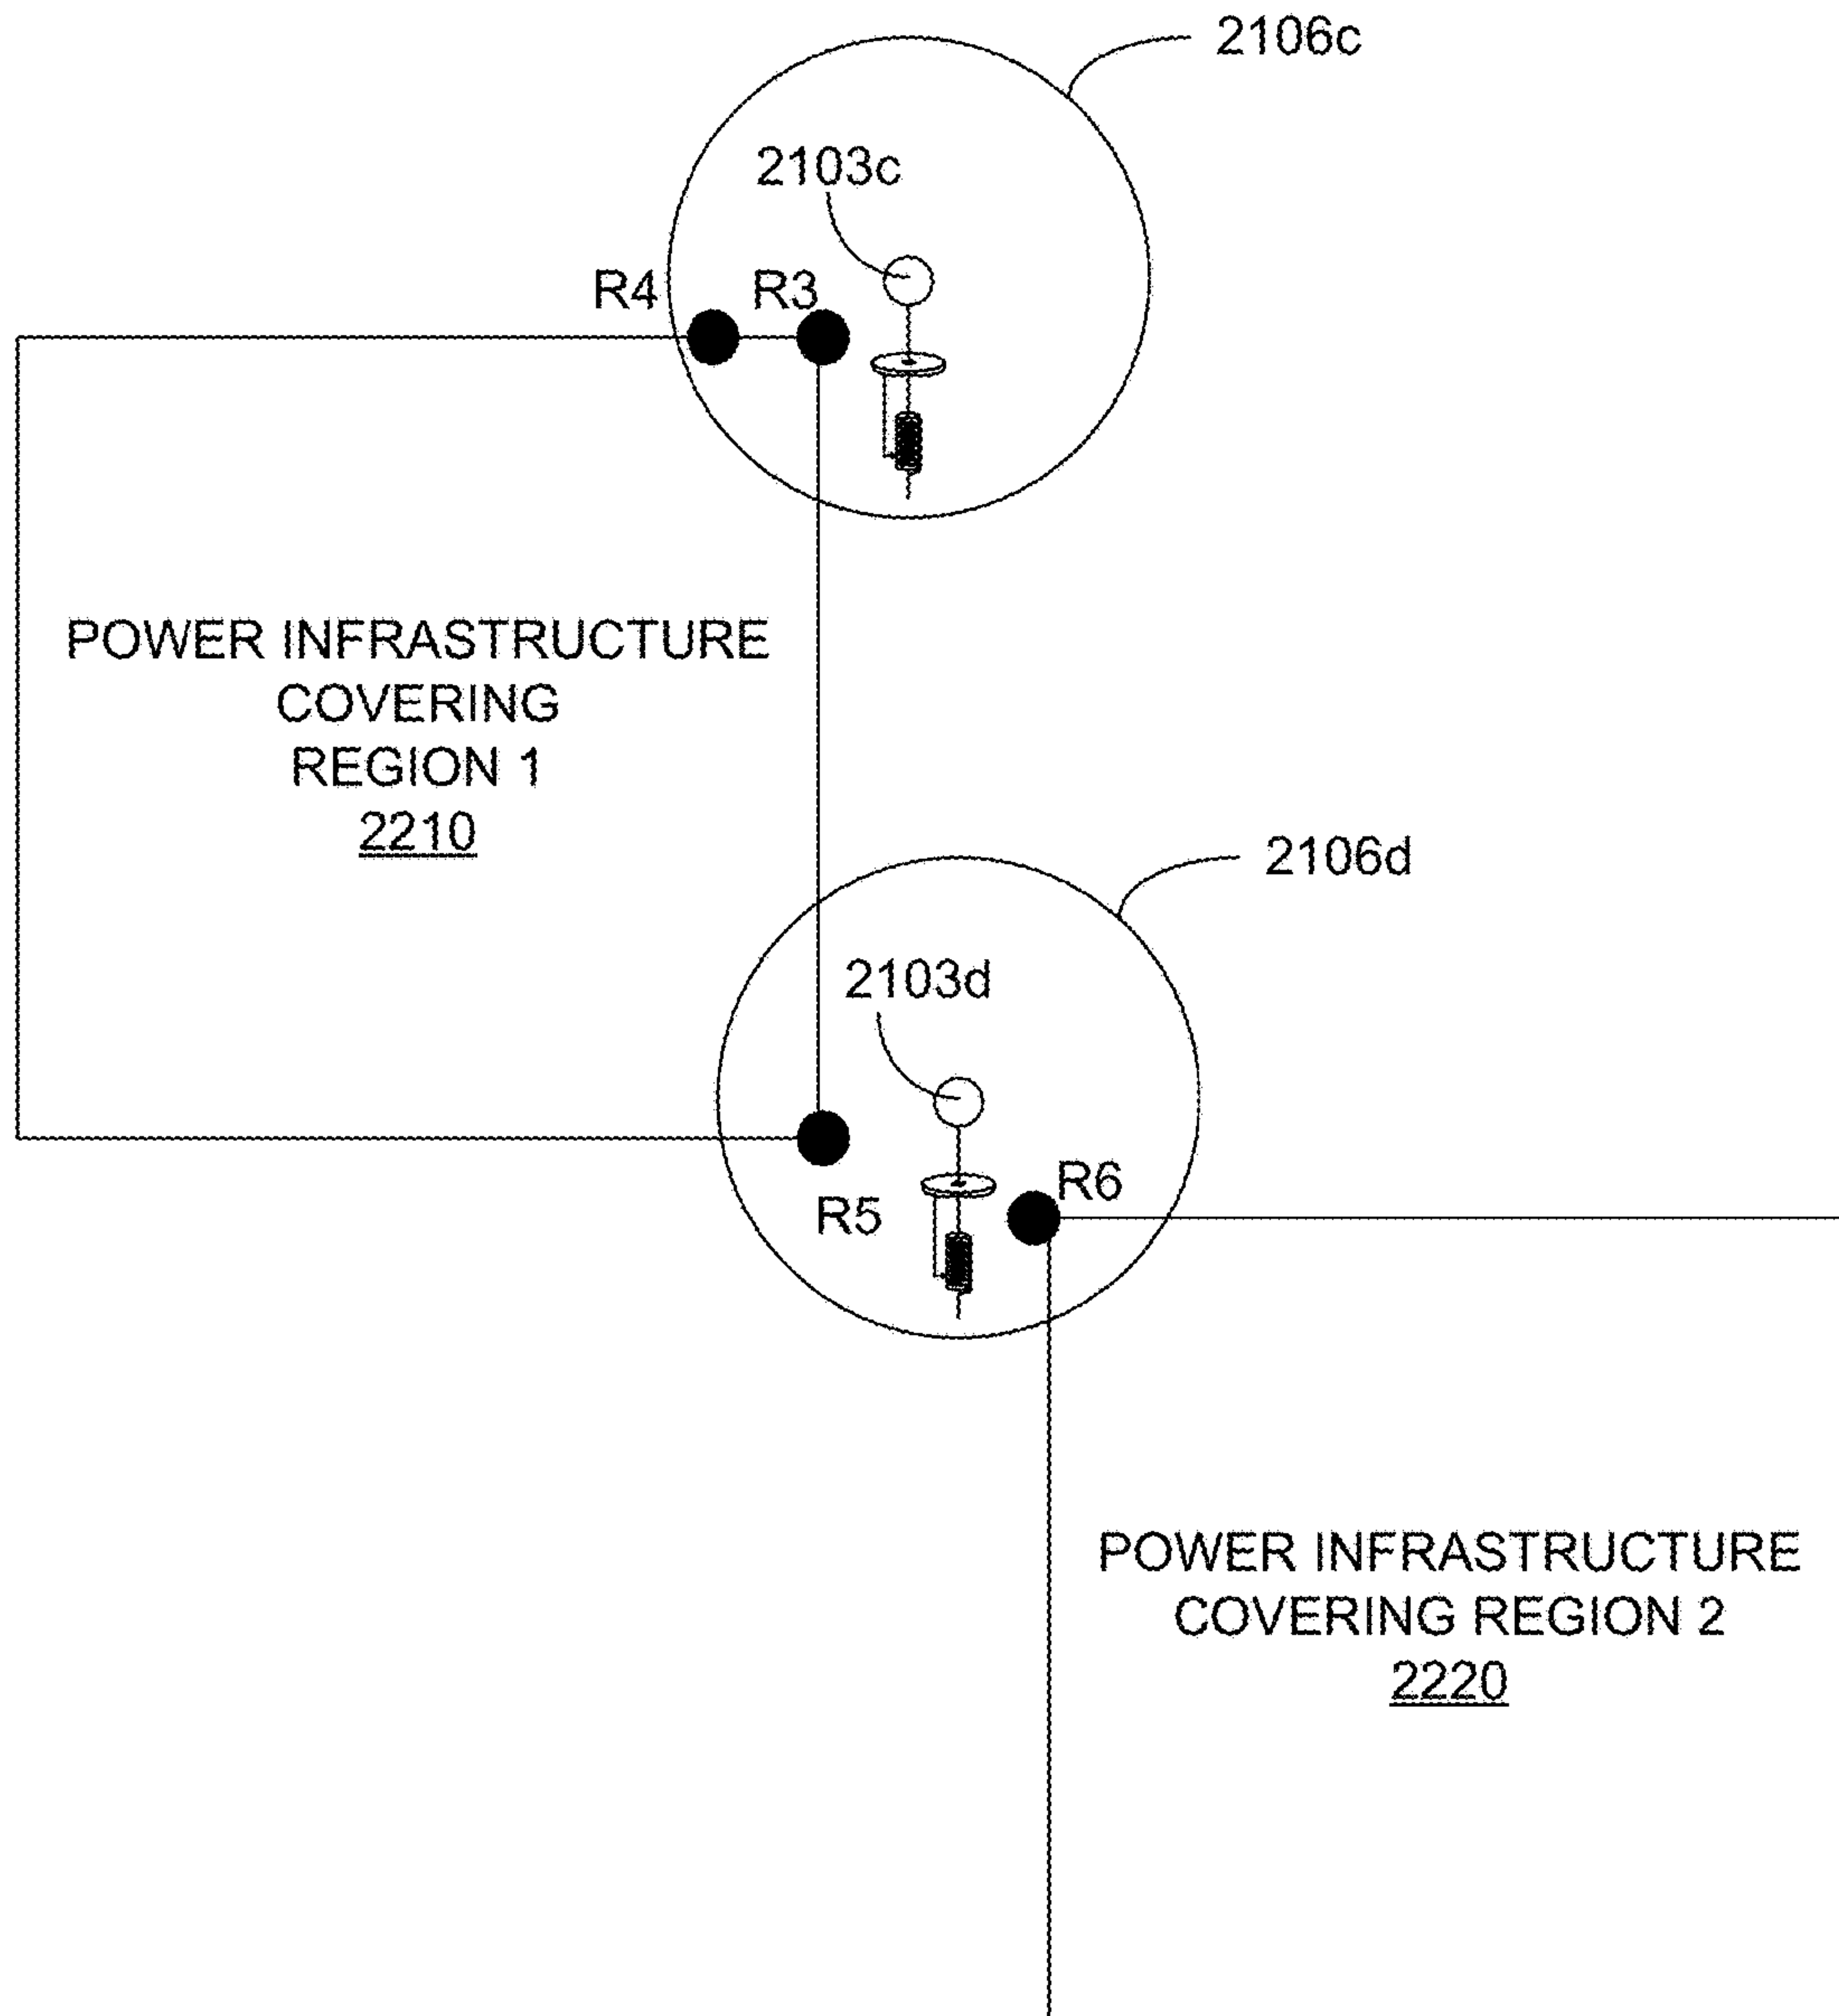 2106c
2103c
R4
R3
POWER INFRASTRUCTURE
COVERING
REGION 1
2210
2106d
2103d
R6
R5
POWER INFRASTRUCTURE
COVERING REGION 2
2220